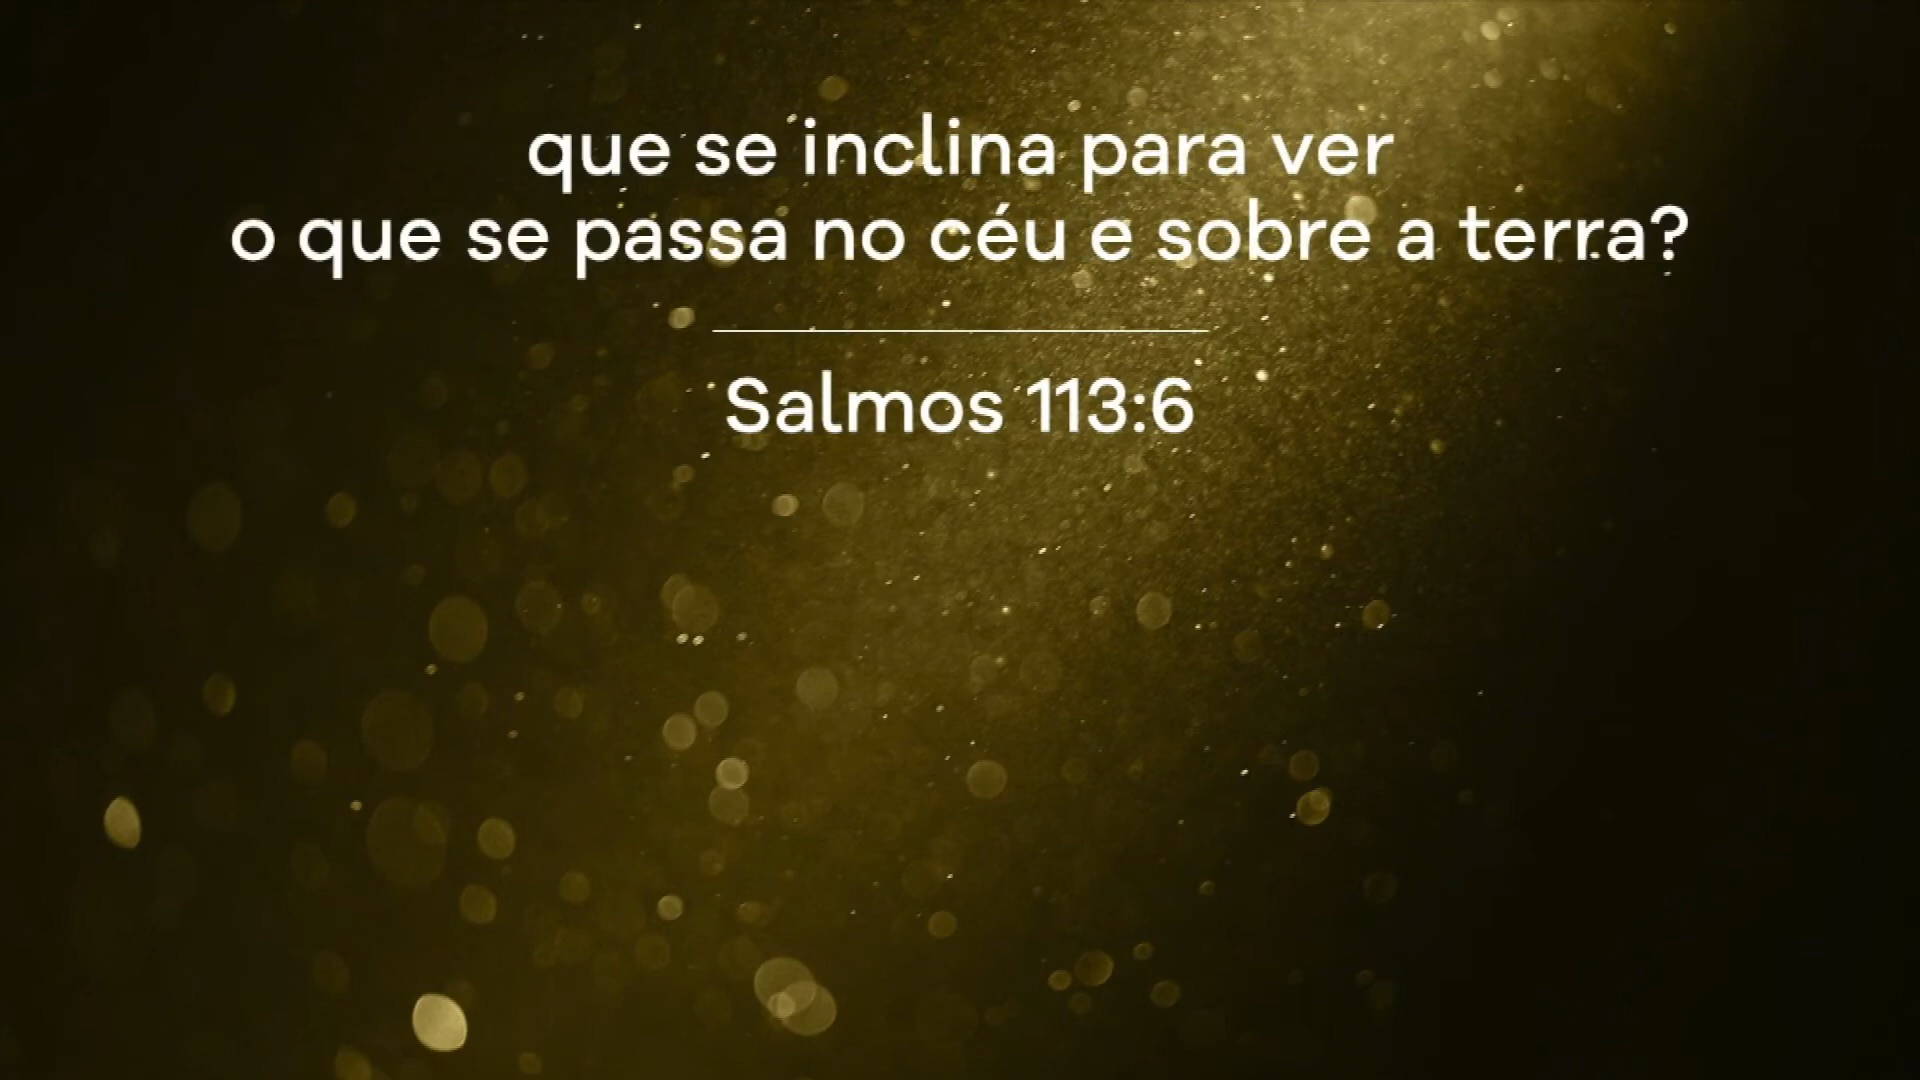 que se inclina para ver
o que se passa no céu e sobre a terra?
Salmos 113:6